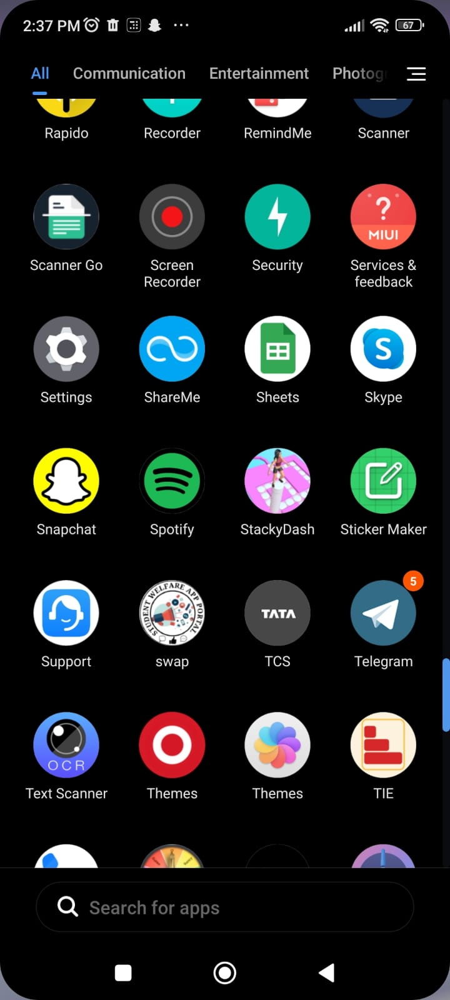 2:37 PM
67
All Communication Entertainment
Rapido Recorder RemindMe Scanner
?
MIUI
Scanner Go Screen Recorder Security Services & feedback
Settings ShareMe Sheets Skype
S
Snapchat Spotify StackyDash Sticker Maker
STUDENT WELFARE APP PORTAL
TATA
5
Support swap TCS Telegram
OCR
Text Scanner Themes Themes TIE
Search for apps